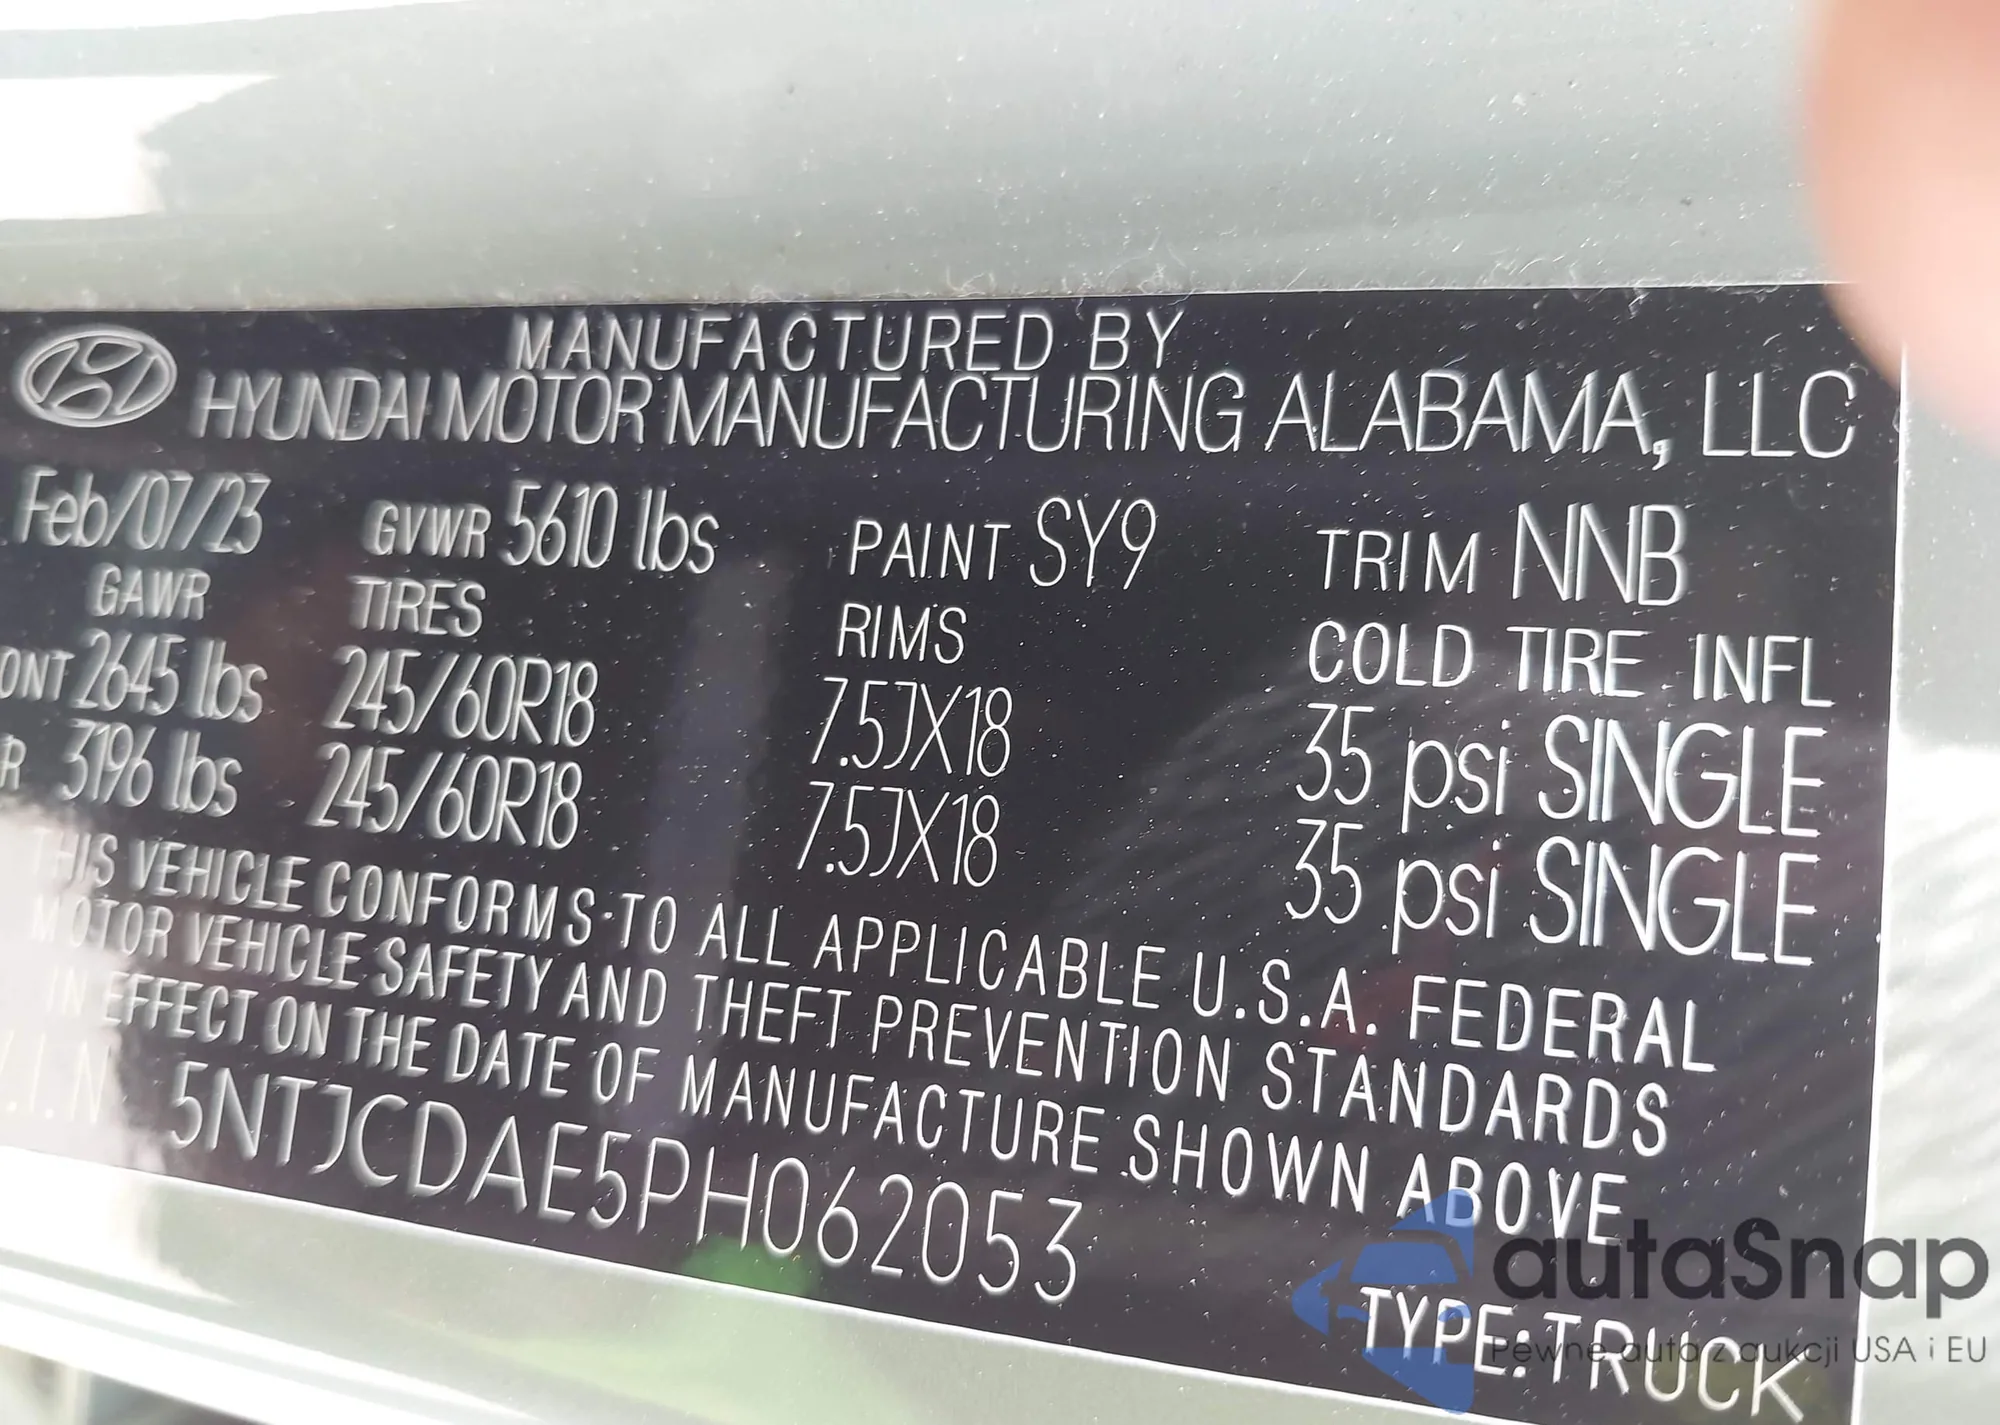 MANUFACTURED BY
HYUNDAI MOTOR MANUFACTURING ALABAMA, LLC
Feb/07/23 GVWR 5610 lbs PAINT SY9 TRIM NNB
GAWR TIRES RIMS COLD TIRE INFL
ONT 2645 lbs 245/60R18 7.5JX18 35 psi SINGLE
R 3196 lbs 245/60R18 7.5JX18 35 psi SINGLE
THIS VEHICLE CONFORMS TO ALL APPLICABLE U.S.A. FEDERAL
MOTOR VEHICLE SAFETY AND THEFT PREVENTION STANDARDS
IN EFFECT ON THE DATE OF MANUFACTURE SHOWN ABOVE
V.I.N 5NTJCDAE5PH062053
TYPE:TRUCK
autaSnap
Pewne auta z aukcji USA i EU